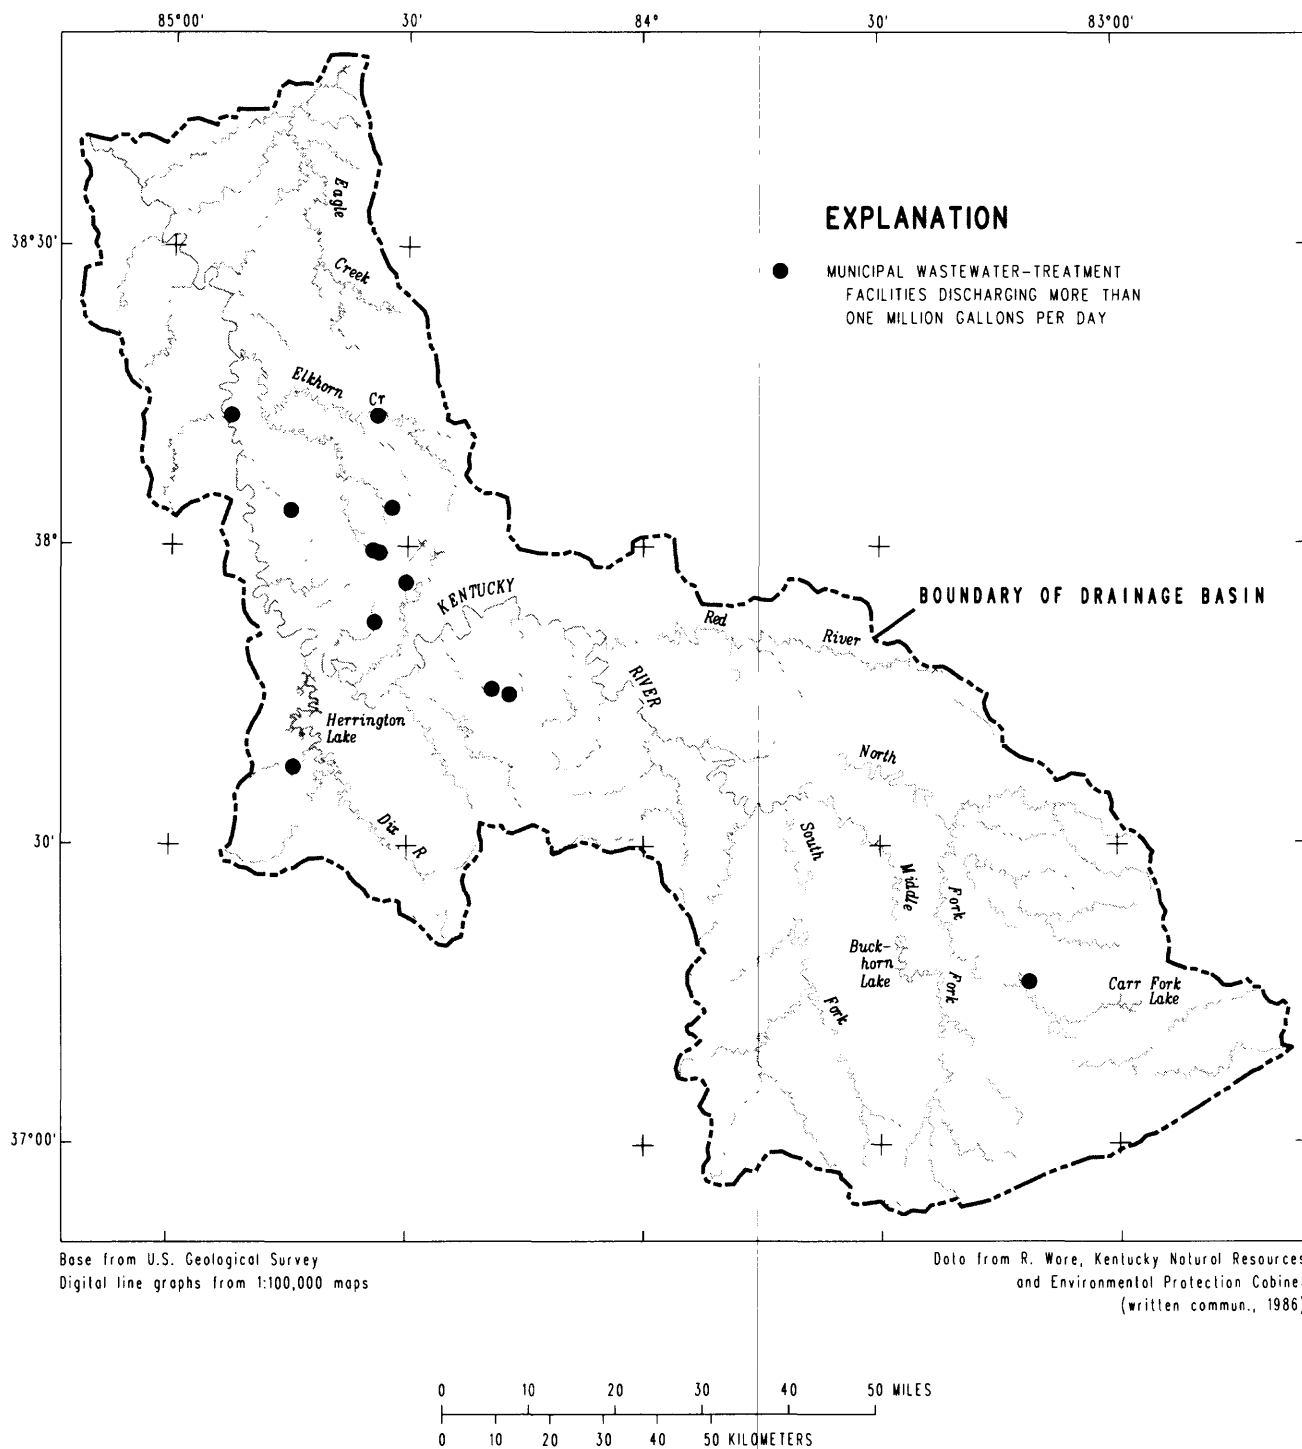 85°00'
30'
84°
30'
83°00'
38°30'
38°
30'
37°00'
Eagle
Creek
Elkhorn
Cr
EXPLANATION
MUNICIPAL WASTEWATER-TREATMENT
FACILITIES DISCHARGING MORE THAN
ONE MILLION GALLONS PER DAY
BOUNDARY OF DRAINAGE BASIN
KENTUCKY
RIVER
Red
River
Herrington
Lake
Dix R
North
Fork
Fork
South
Fork
Middle
Buck-
horn
Lake
Carr Fork
Lake
Base from U.S. Geological Survey
Digital line graphs from 1:100,000 maps
Data from R. Wore, Kentucky Natural Resources
and Environmental Protection Cabine
(written commun., 1986)
0 10 20 30 40 50 MILES
0 10 20 30 40 50 KILOMETERS